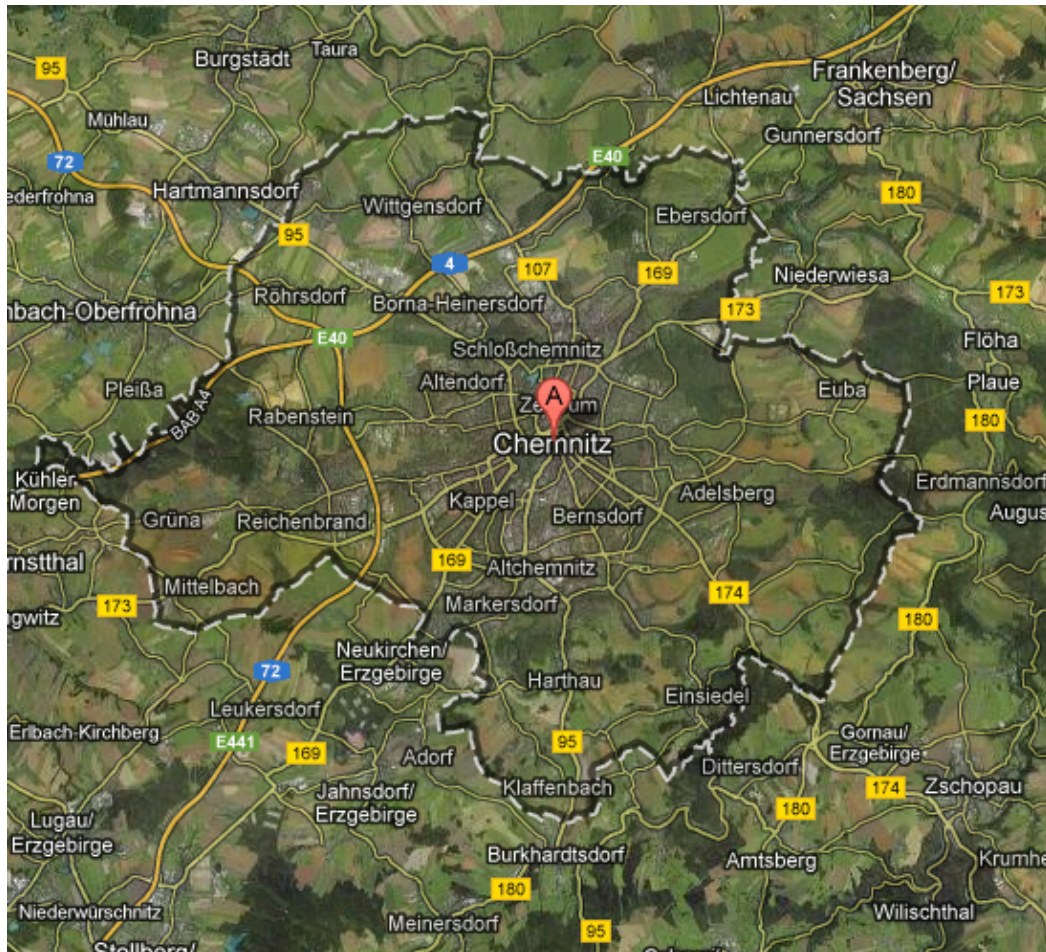 Burgstädt
Taura
95
Frankenberg/
Sachsen
Lichtenau
Mühlau
Gunnersdorf
72
E40
ederfrohna
Hartmannsdorf
Wittgensdorf
180
Ebersdorf
95
4
107
169
Niederwiesa
173
Röhrsdorf
Borna-Heinersdorf
nbach-Oberfrohna
173
E40
Flöha
Schloßchemnitz
Pleißa
Altendorf
Euba
Plaue
A
Rabenstein
BAB A4
180
Chemnitz
Kühler
Morgen
Erdmannsdorf
Adelsberg
Kappel
Augus
Grüna
Reichenbrand
Bernsdorf
rnstthal
169
Altchemnitz
Mittelbach
174
173
Markersdorf
ngwitz
180
Neukirchen/
Erzgebirge
72
Harthau
Einsiedel
Leukersdorf
Erlbach-Kirchberg
E441
95
Gornau/
Erzgebirge
169
Adorf
Dittersdorf
Klaffenbach
174
Zschopau
Jahnsdorf/
Erzgebirge
180
Lugau/
Erzgebirge
Burkhardtsdorf
Amtsberg
Krumhe
180
Niederwürschnitz
Meinersdorf
95
Wilischthal
Stollberg/